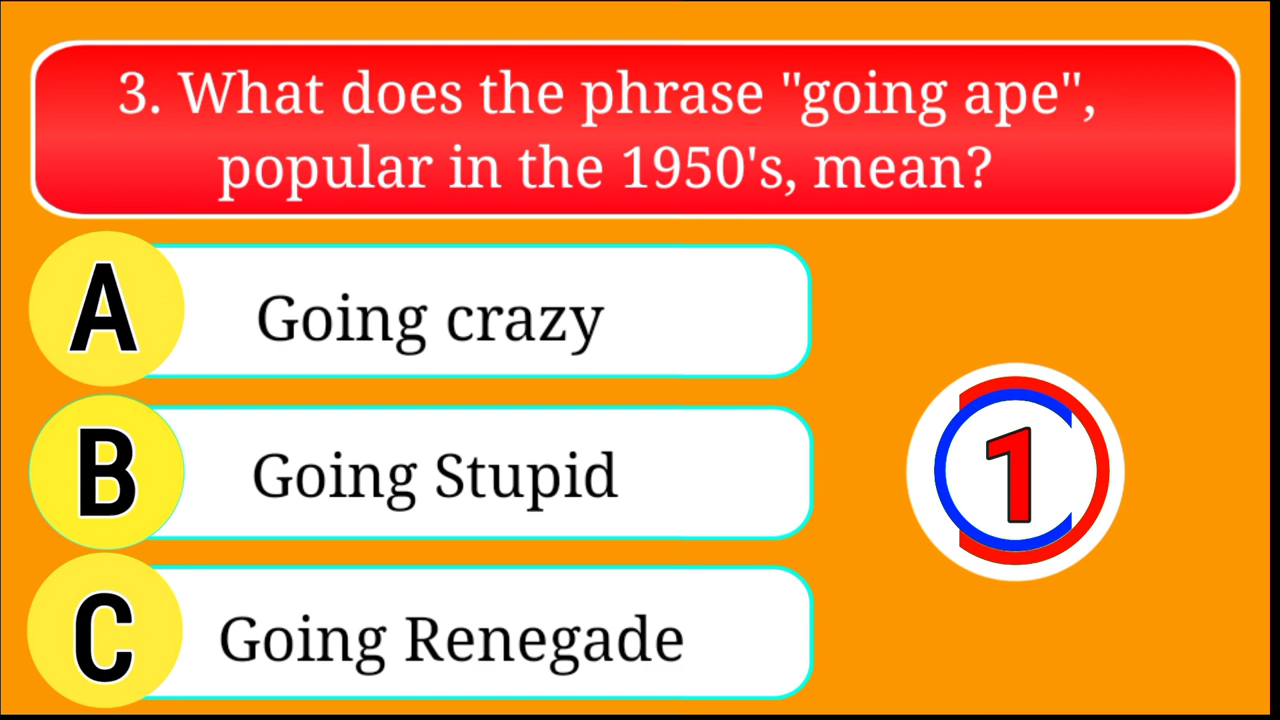 3. What does the phrase "going ape",
popular in the 1950's, mean?
A
Going crazy
B
Going Stupid
1
C
Going Renegade